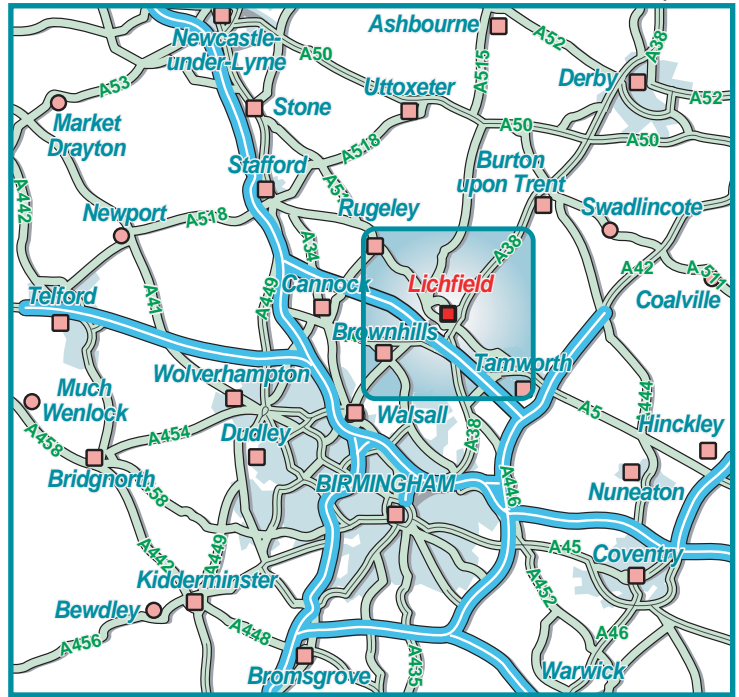 Ashbourne
A52
A38
Newcastle-
under-Lyme
A50
A515
Derby
A53
Uttoxeter
A52
Stone
Market
Drayton
A50
A50
A518
Burton
upon Trent
Stafford
A442
A51
Rugeley
Swadlincote
Newport
A518
A34
A38
A42
A511
Lichfield
Cannock
Coalville
Telford
A41
A449
Brownhills
Tamworth
Wolverhampton
Much
Wenlock
A444
A5
Walsall
Hinckley
A458
A454
Dudley
A38
Bridgnorth
BIRMINGHAM
A446
Nuneaton
A458
A442
A449
A45
Coventry
Kidderminster
A452
Bewdley
A448
A46
A456
A435
Warwick
Bromsgrove